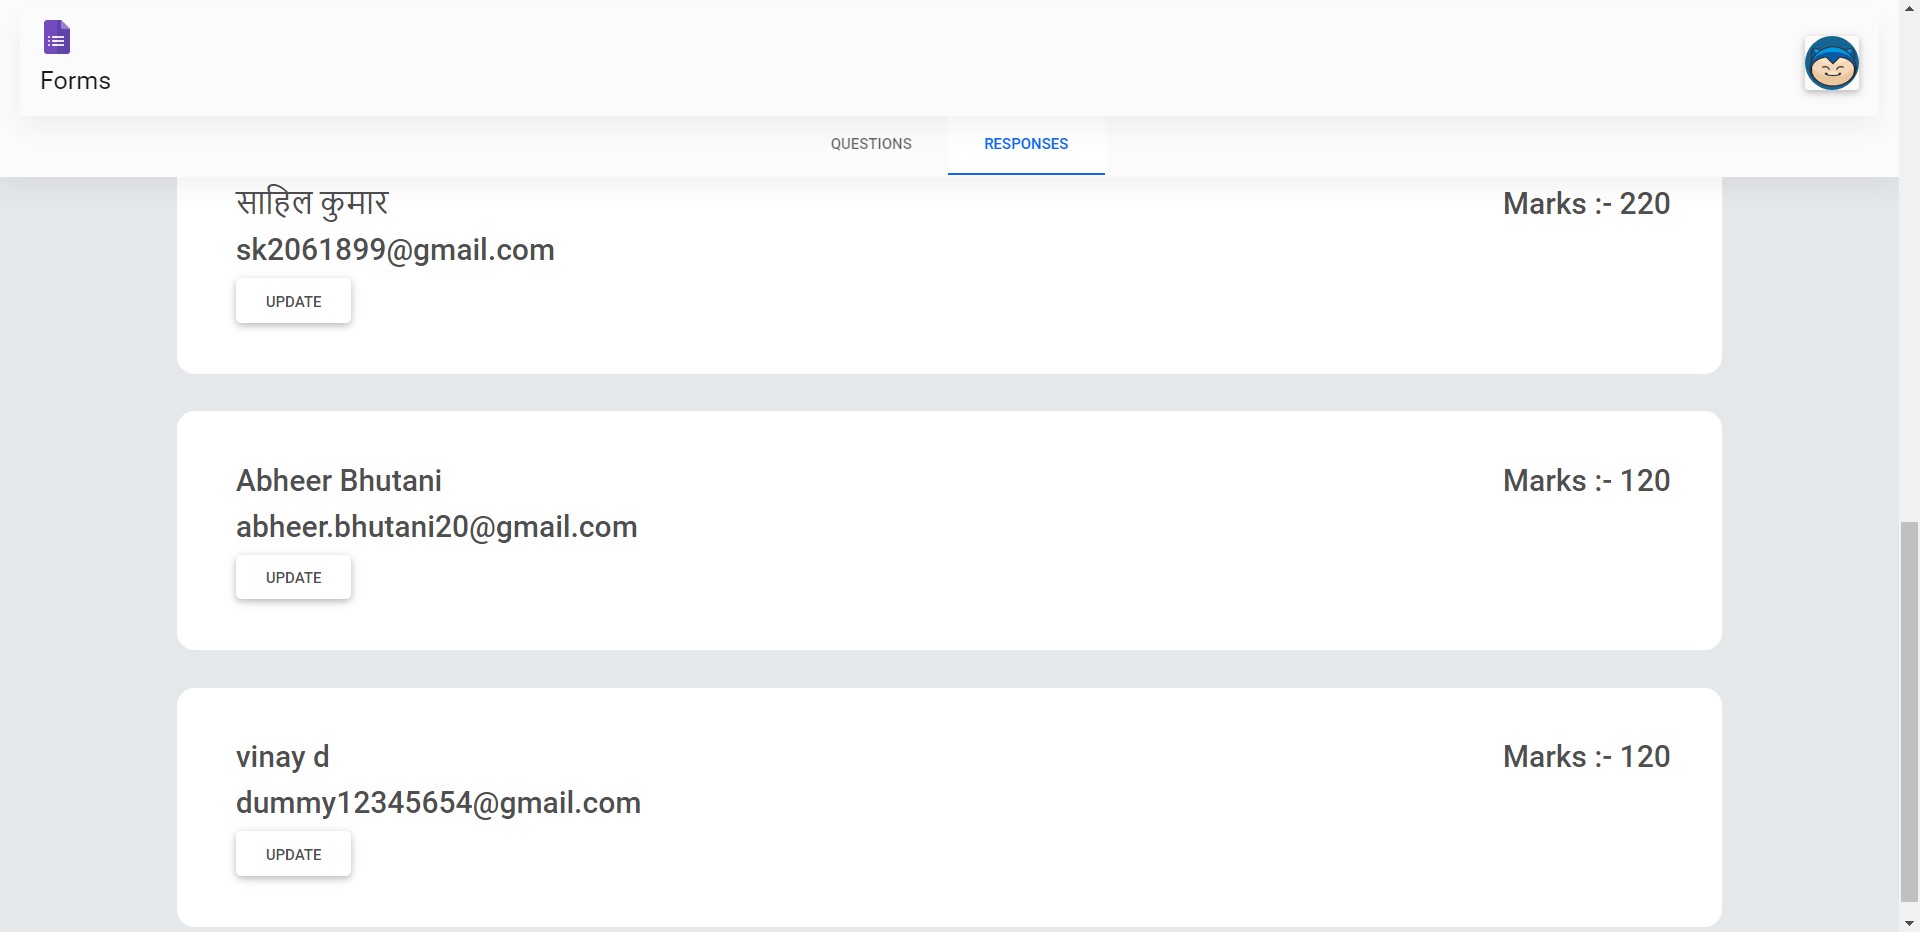 Forms
QUESTIONS RESPONSES
साहिल कुमार Marks :- 220
sk2061899@gmail.com
UPDATE
Abheer Bhutani Marks :- 120
abheer.bhutani20@gmail.com
UPDATE
vinay d Marks :- 120
dummy12345654@gmail.com
UPDATE